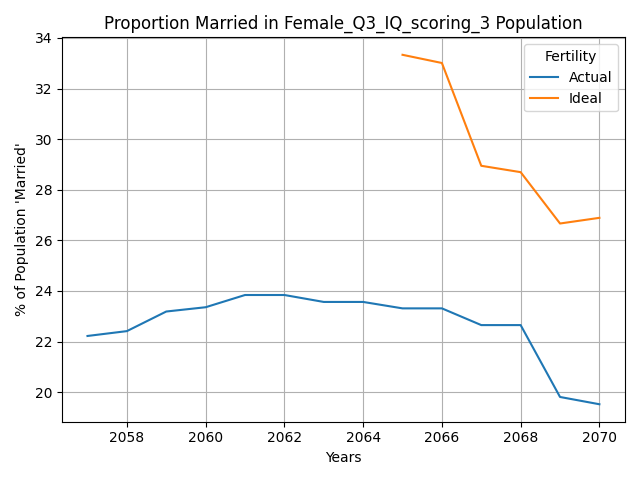 Proportion Married in Female_Q3_IQ_scoring_3 Population
% of Population 'Married'
34
32
30
28
26
24
22
20
Fertility
Actual
Ideal
2058 2060 2062 2064 2066 2068 2070
Years